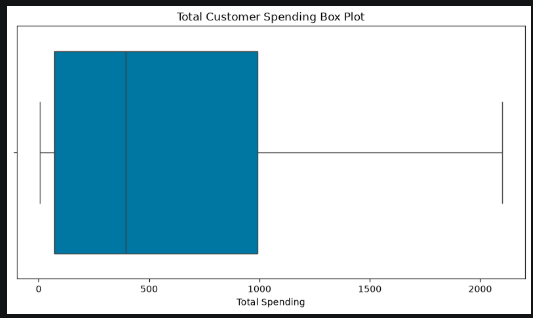 Total Customer Spending Box Plot
0 500 1000 1500 2000
Total Spending